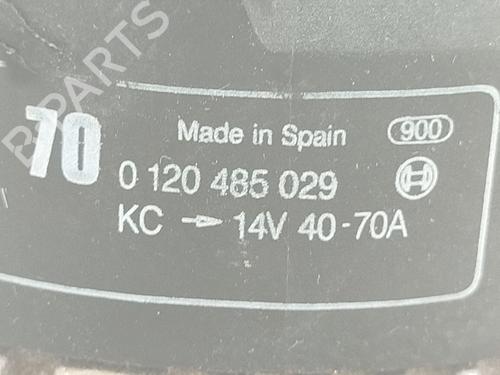 B-PARTS
70
Made in Spain 900
0 120 485 029
KC → 14V 40-70A